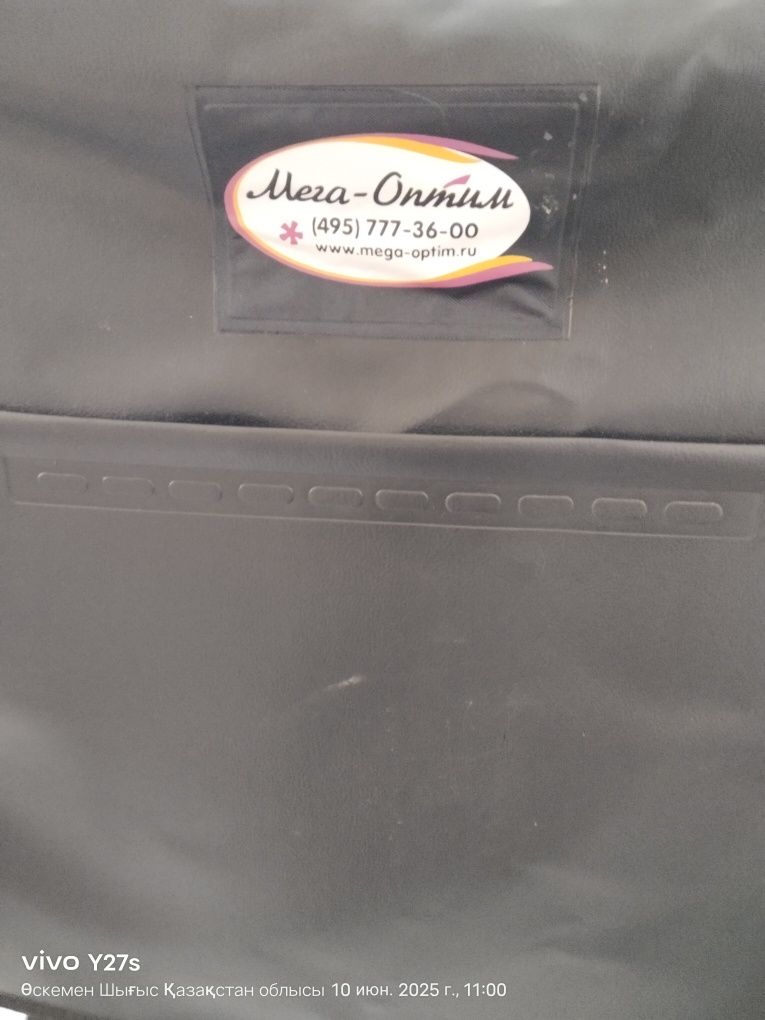 Мега-Оптим
(495) 777-36-00
www.mega-optim.ru
vivo Y27s
Өскемен Шығыс Қазақстан облысы 10 июн. 2025 г., 11:00